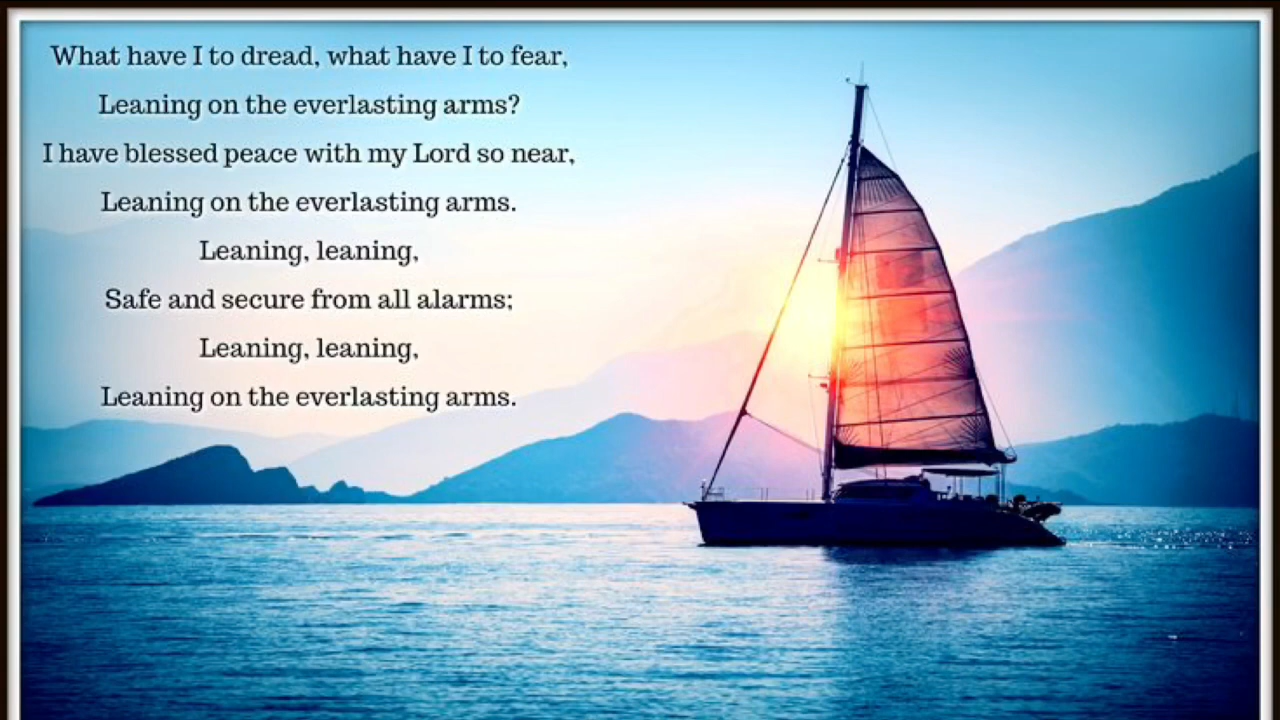 What have I to dread, what have I to fear,
Leaning on the everlasting arms?
I have blessed peace with my Lord so near,
Leaning on the everlasting arms.
Leaning, leaning,
Safe and secure from all alarms;
Leaning, leaning,
Leaning on the everlasting arms.